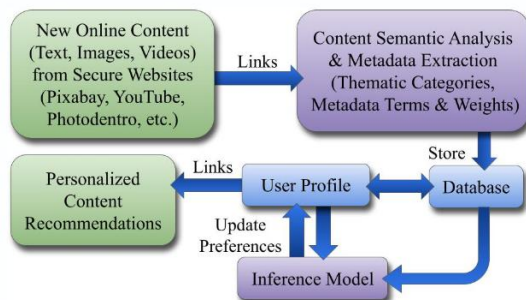 New Online Content
(Text, Images, Videos)
from Secure Websites
(Pixabay, YouTube,
Photodentro, etc.)
Links
Content Semantic Analysis
& Metadata Extraction
(Thematic Categories,
Metadata Terms & Weights)
Store
Personalized
Content
Recommendations
Links
User Profile
Database
Update
Preferences
Inference Model